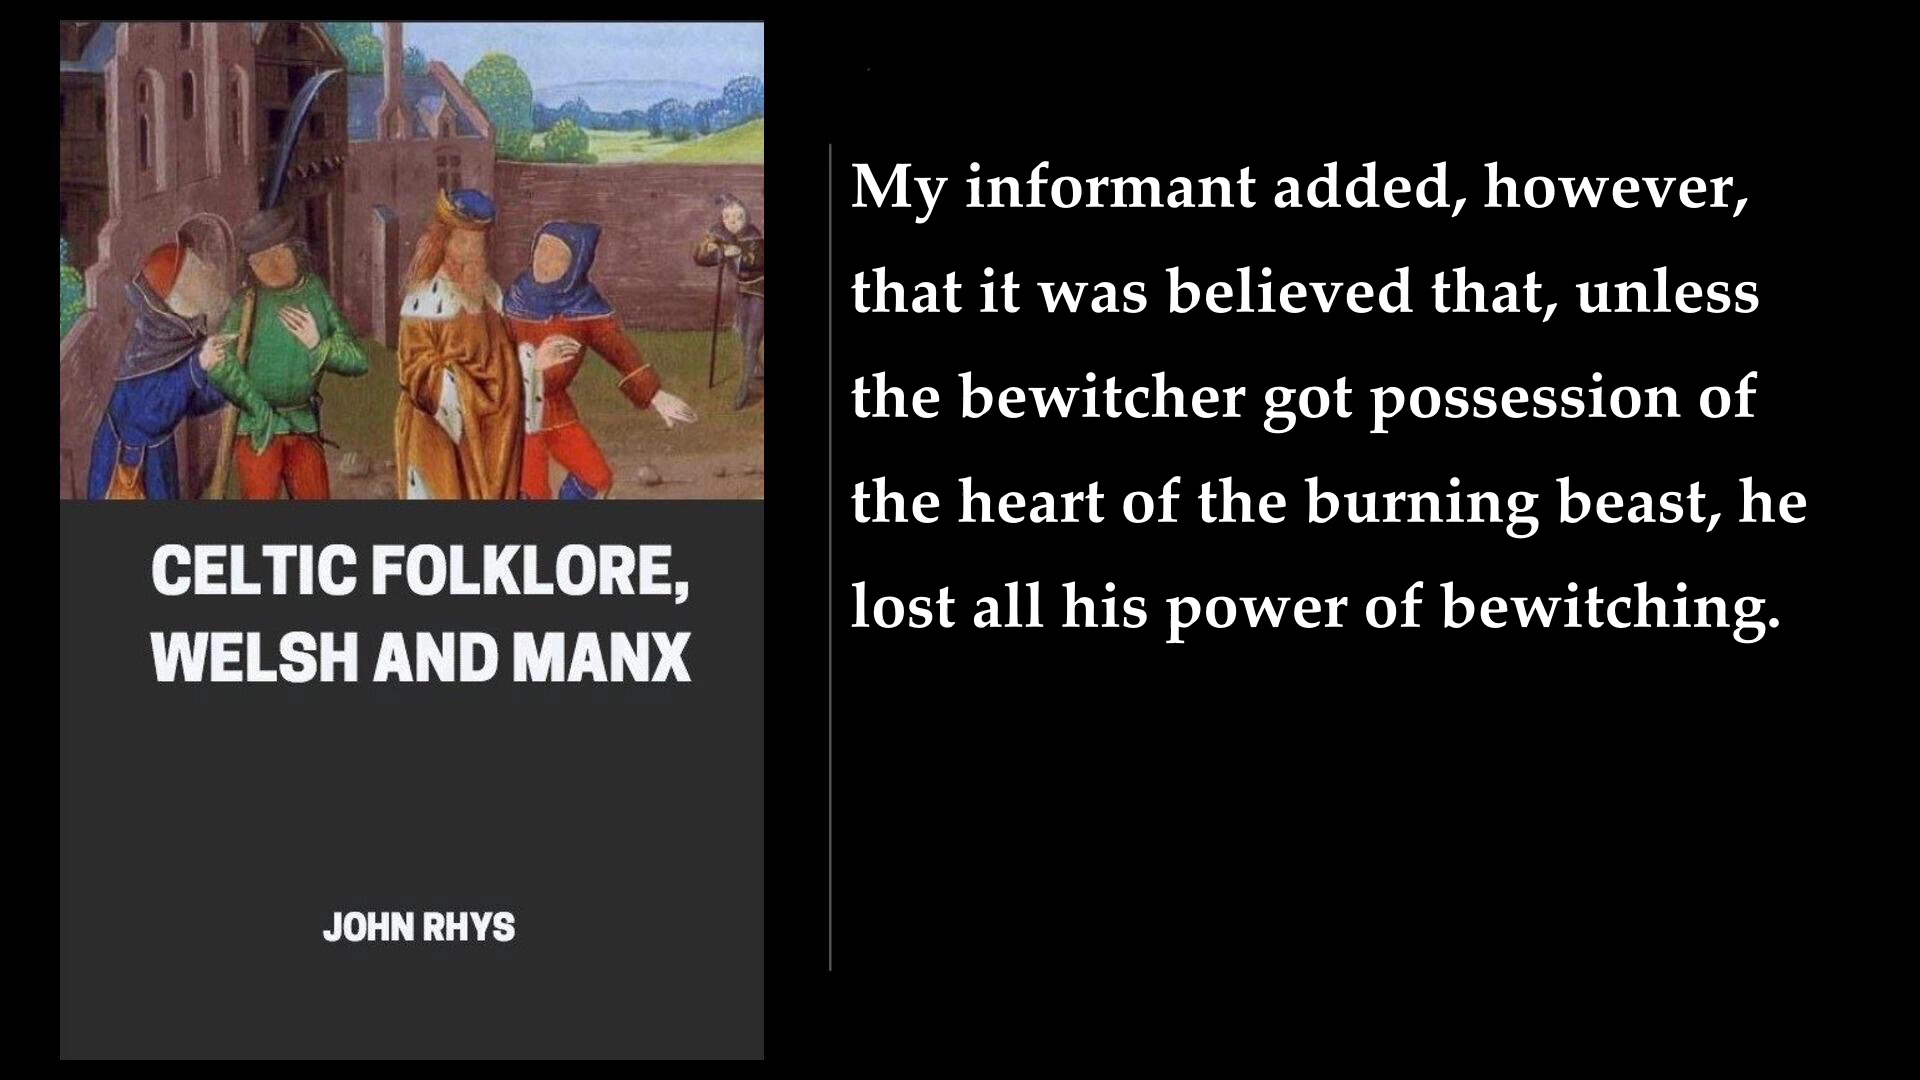 CELTIC FOLKLORE,
WELSH AND MANX
JOHN RHYS
My informant added, however,
that it was believed that, unless
the bewitcher got possession of
the heart of the burning beast, he
lost all his power of bewitching.